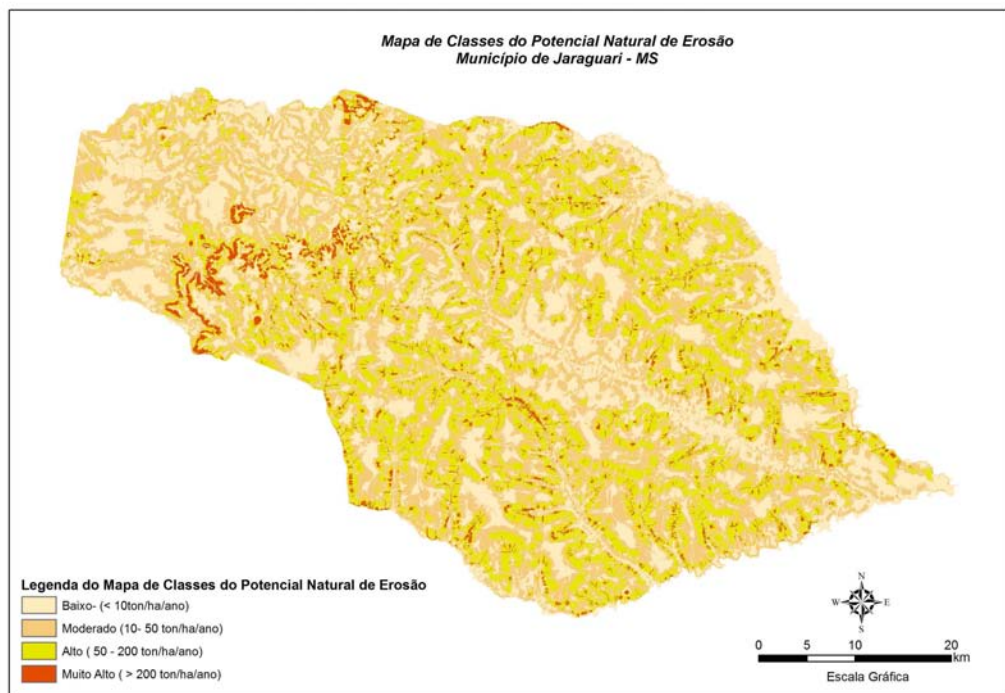 Mapa de Classes do Potencial Natural de Erosão
Município de Jaraguari - MS
Legenda do Mapa de Classes do Potencial Natural de Erosão
Baixo- (< 10ton/ha/ano)
Moderado (10- 50 ton/ha/ano)
Alto ( 50 - 200 ton/ha/ano)
Muito Alto ( > 200 ton/ha/ano)
N
W E
S
0 5 10 20
km
Escala Gráfica